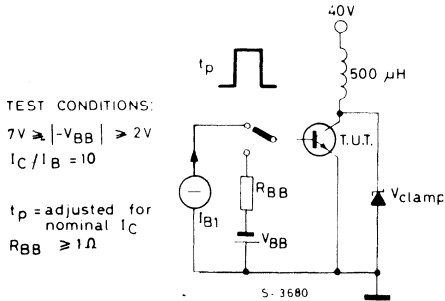 40V
tp
500 μH
TEST CONDITIONS:
7V ⩾ |-VBB| ⩾ 2V
IC/IB = 10
T.U.T.
RBB
Vclamp
IB1
VBB
tp = adjusted for
nominal IC
RBB ⩾ 1Ω
S-3680